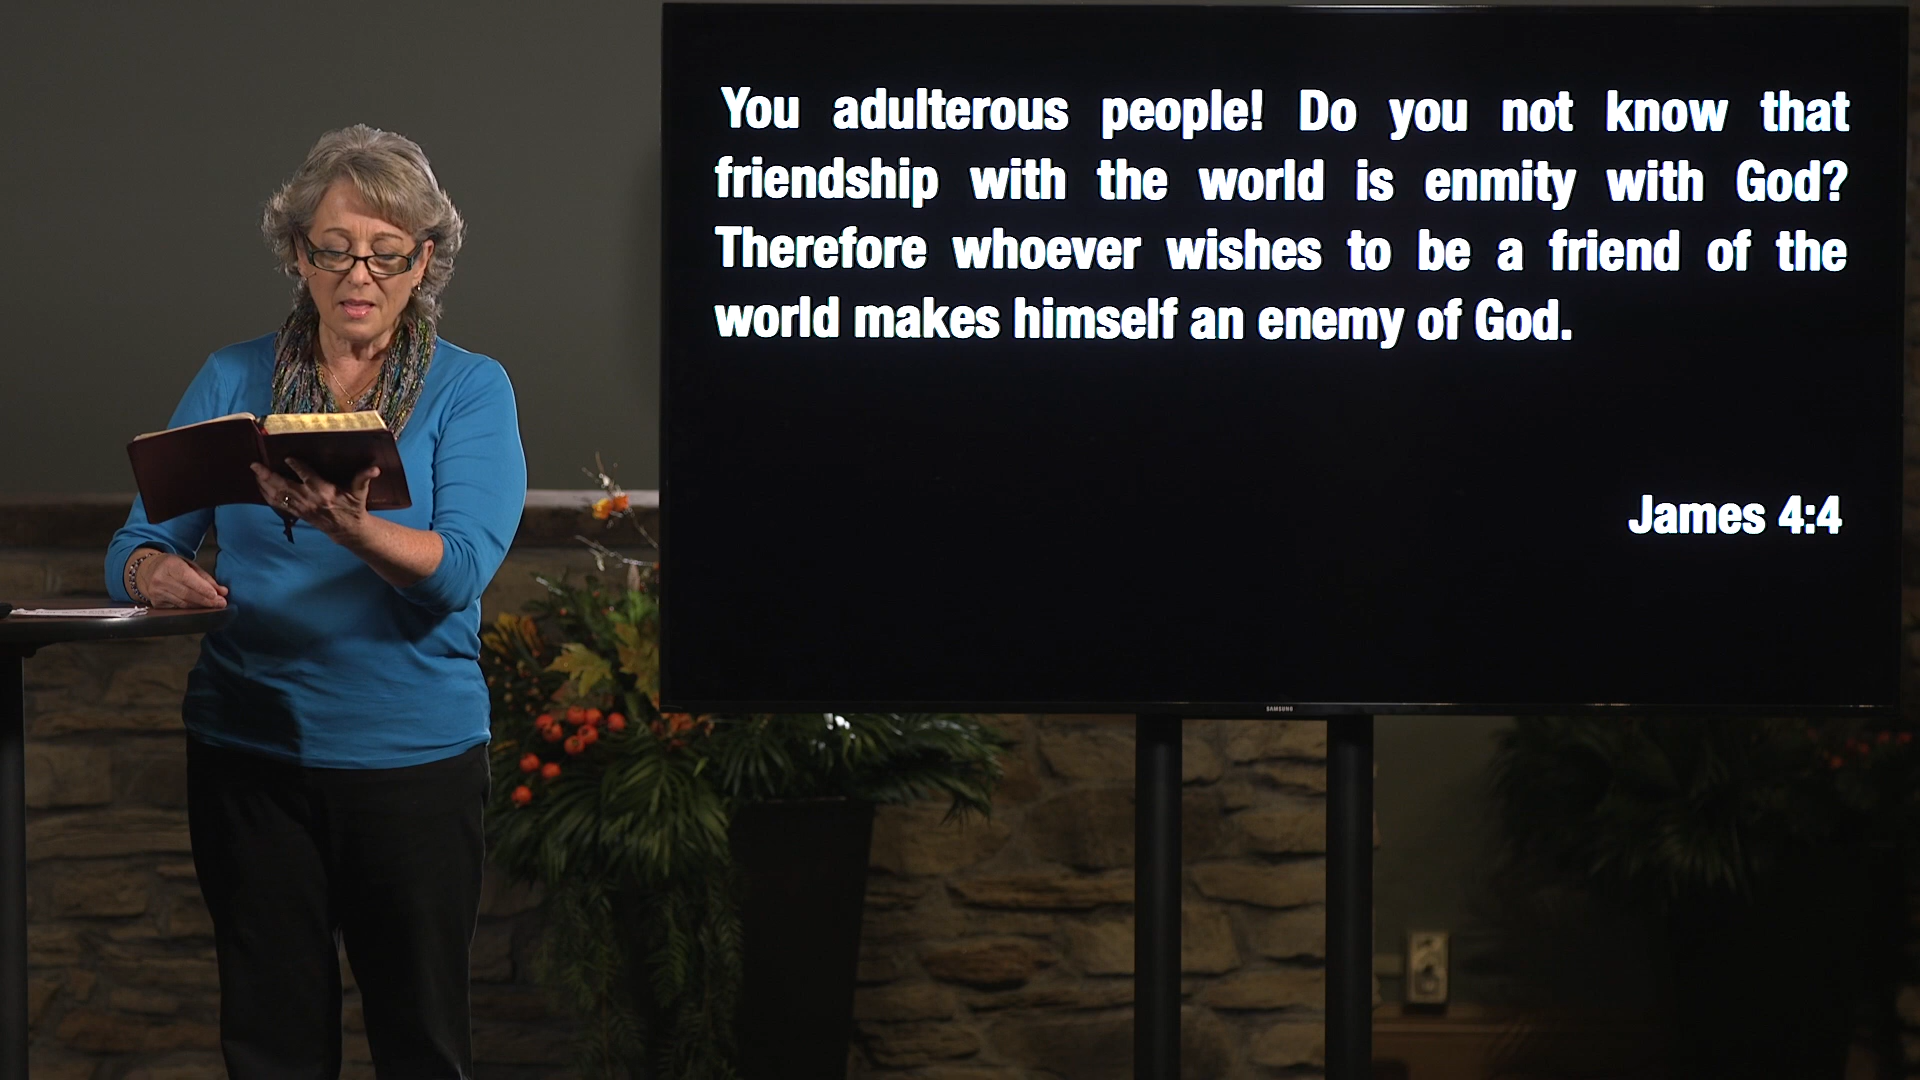 You adulterous people! Do you not know that
friendship with the world is enmity with God?
Therefore whoever wishes to be a friend of the
world makes himself an enemy of God.
James 4:4
SAMSUNG